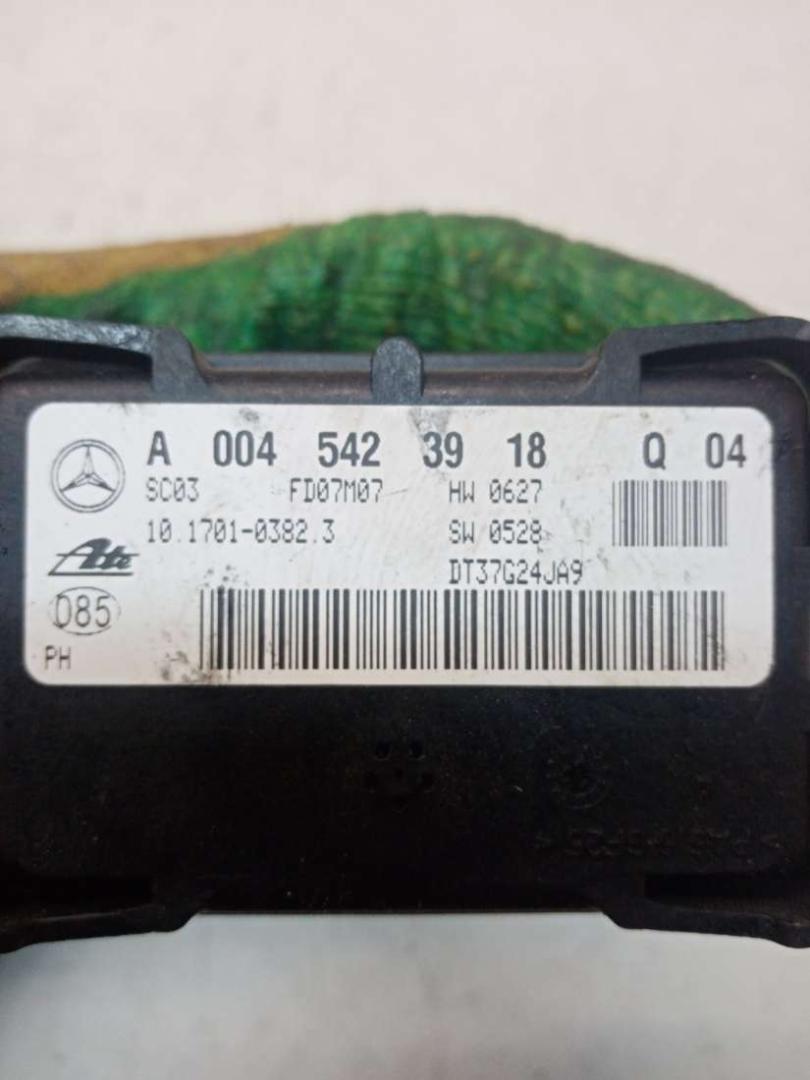 A 004 542 39 18 Q 04
SC03 FD07M07 HW 0627
10.1701-0382.3 SW 0528
Ate DT37G24JA9
D85
PH